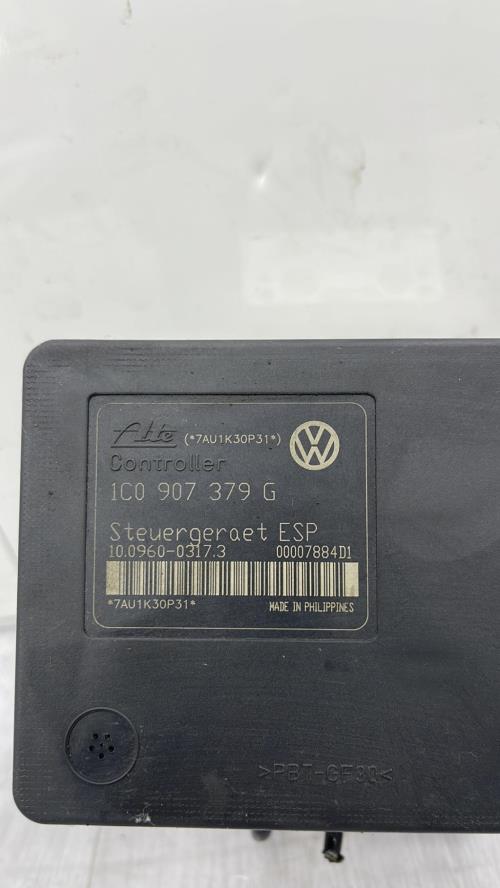 Ate (*7AU1K30P31*)
Controller
1C0 907 379 G
Steuergeraet ESP
10.0960-0317.3 00007884D1
*7AU1K30P31* MADE IN PHILIPPINES
>PBT-GF30<